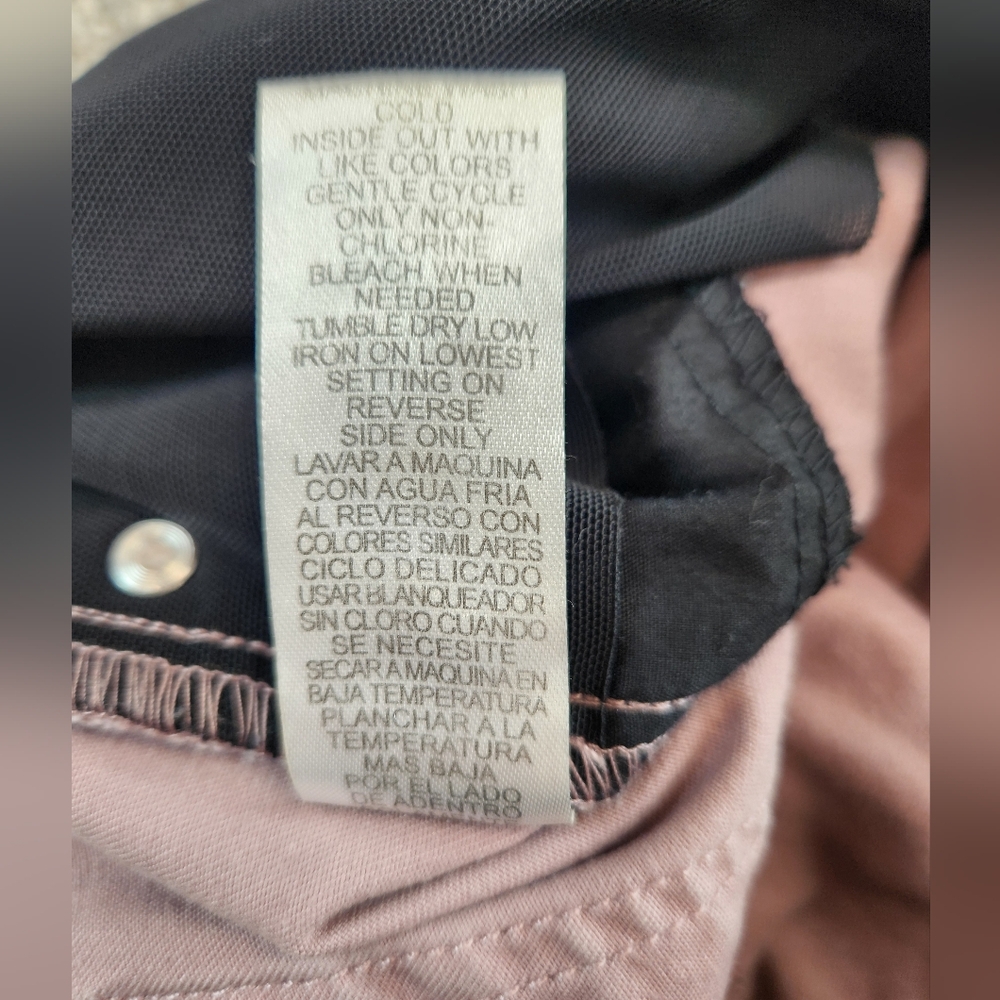 COLD
INSIDE OUT WITH
LIKE COLORS
GENTLE CYCLE
ONLY NON-
CHLORINE
BLEACH WHEN
NEEDED
TUMBLE DRY LOW
IRON ON LOWEST
SETTING ON
REVERSE
SIDE ONLY
LAVAR A MAQUINA
CON AGUA FRIA
AL REVERSO CON
COLORES SIMILARES
CICLO DELICADO
USAR BLANQUEADOR
SIN CLORO CUANDO
SE NECESITE
SECAR A MAQUINA EN
BAJA TEMPERATURA
PLANCHAR A LA
TEMPERATURA
MAS BAJA
POR EL LADO
DE ADENTRO